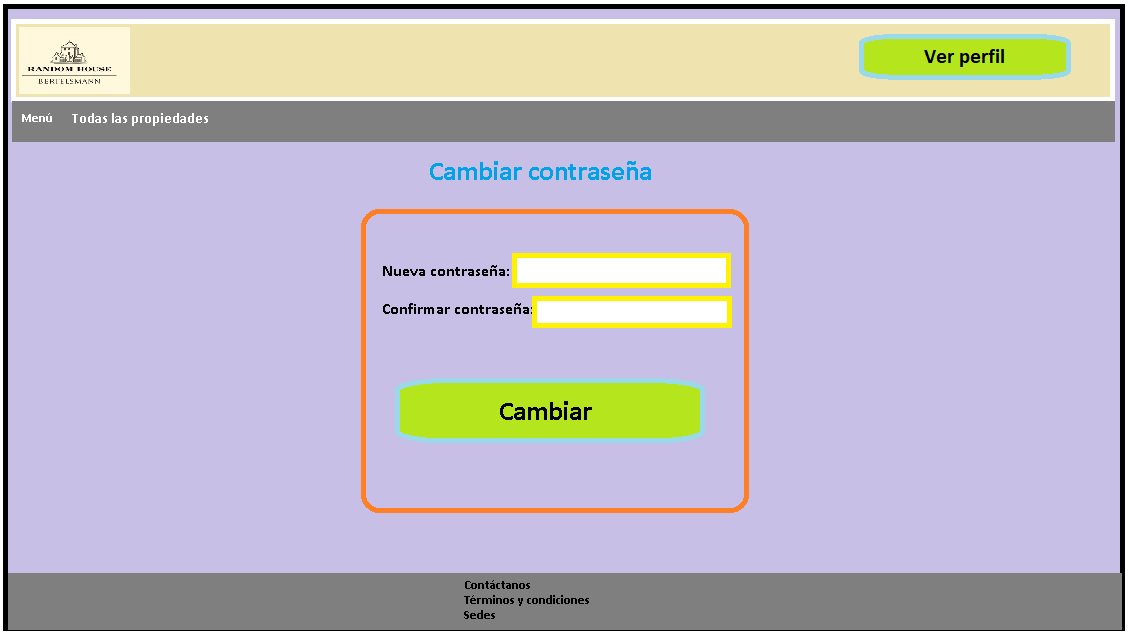 RANDOM HOUSE
BERTELSMANN
Ver perfil
Menú Todas las propiedades
Cambiar contraseña
Nueva contraseña:
Confirmar contraseña:
Cambiar
Contáctanos
Términos y condiciones
Sedes